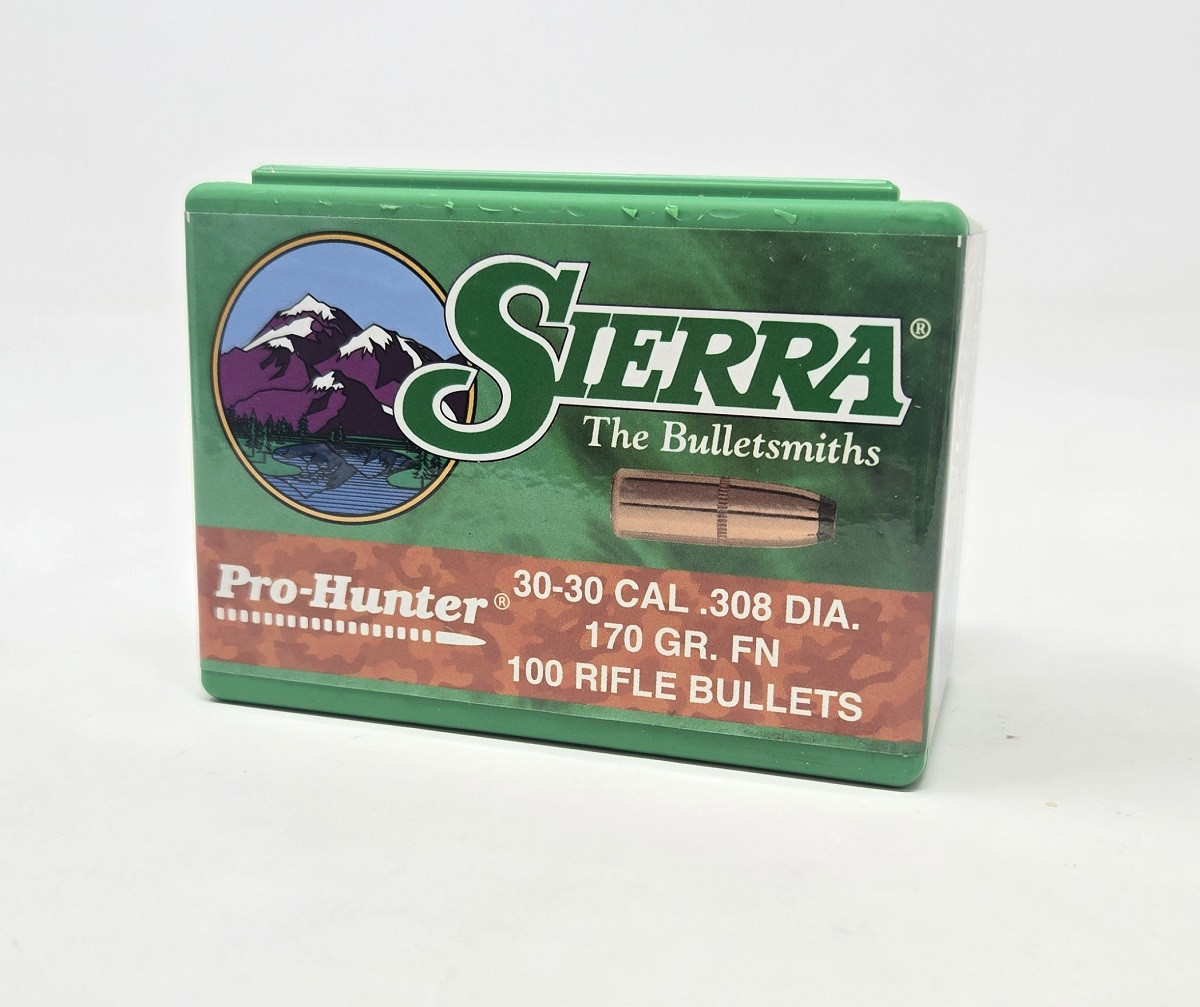 SIERRA®
The Bulletsmiths
Pro-Hunter®
30-30 CAL .308 DIA.
170 GR. FN
100 RIFLE BULLETS